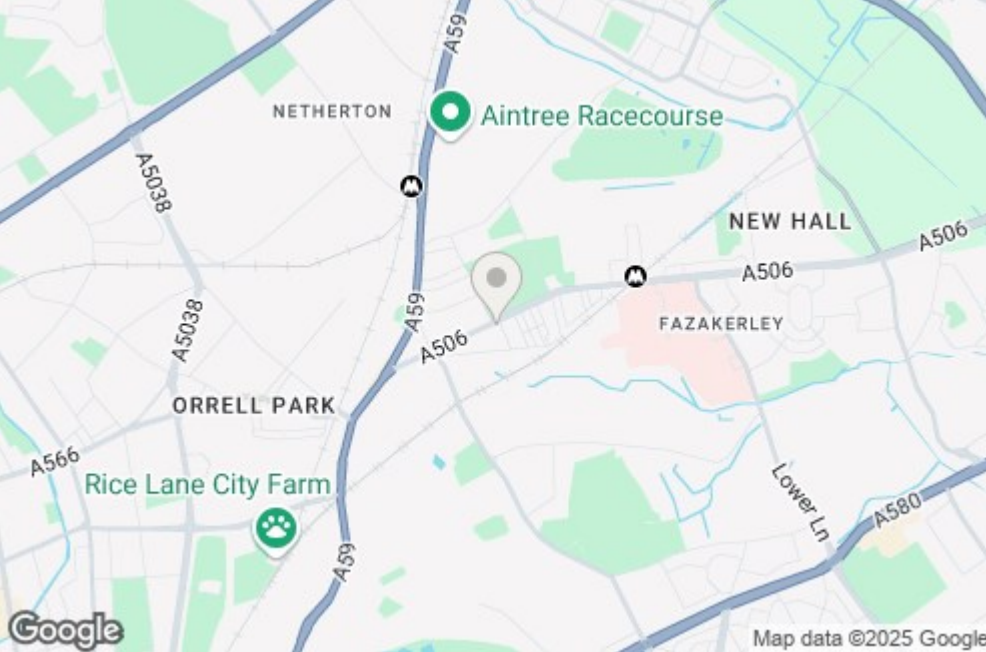 A59
NETHERTON
Aintree Racecourse
A5038
NEW HALL
A506
A506
A59
A5038
FAZAKERLEY
A506
ORRELL PARK
A566
Rice Lane City Farm
Lower Ln
A580
A59
Google
Map data ©2025 Google